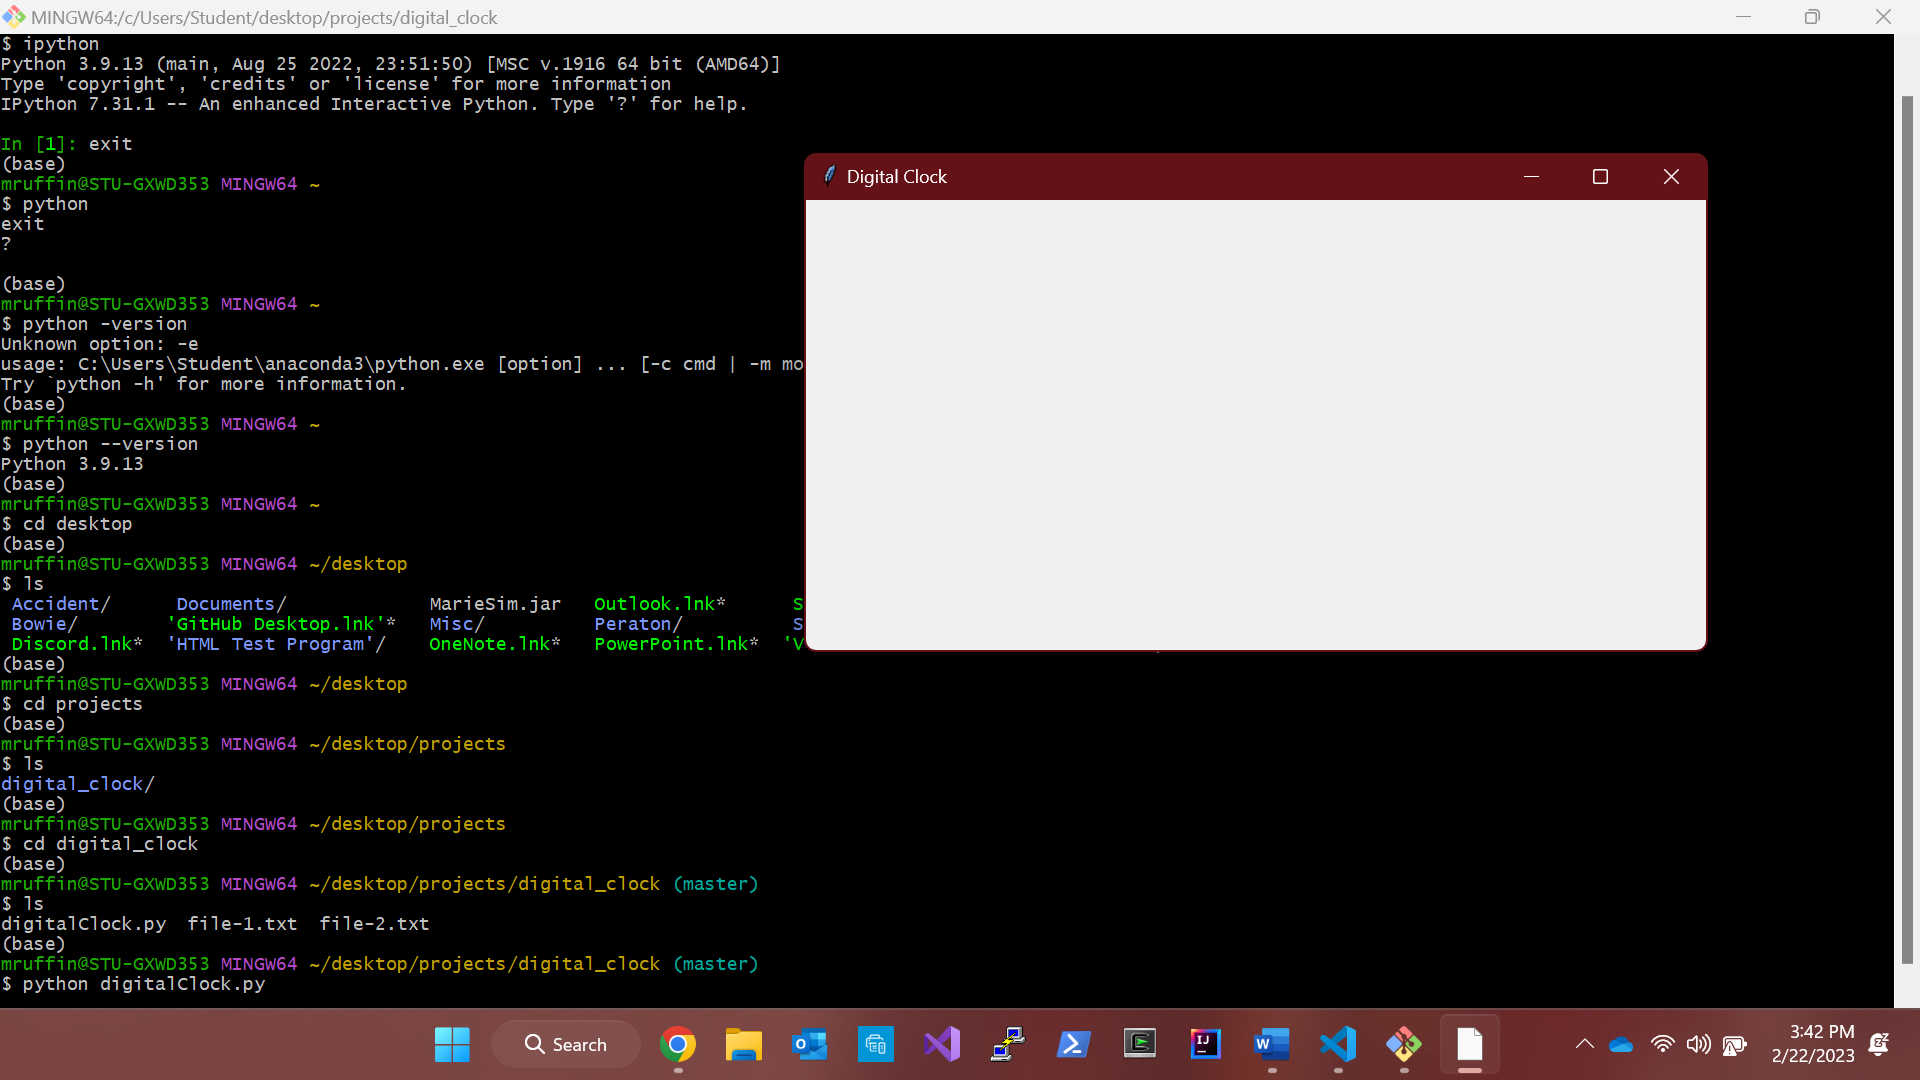 MINGW64:/c/Users/Student/desktop/projects/digital_clock
$ ipython
Python 3.9.13 (main, Aug 25 2022, 23:51:50) [MSC v.1916 64 bit (AMD64)]
Type 'copyright', 'credits' or 'license' for more information
IPython 7.31.1 -- An enhanced Interactive Python. Type '?' for help.
In [1]: exit
(base)
mruffin@STU-GXWD353 MINGW64 ~
$ python
exit
?
(base)
mruffin@STU-GXWD353 MINGW64 ~
$ python -version
Unknown option: -e
usage: C:\Users\Student\anaconda3\python.exe [option] ... [-c cmd | -m mo
Try `python -h' for more information.
(base)
mruffin@STU-GXWD353 MINGW64 ~
$ python --version
Python 3.9.13
(base)
mruffin@STU-GXWD353 MINGW64 ~
$ cd desktop
(base)
mruffin@STU-GXWD353 MINGW64 ~/desktop
$ ls
Accident/ Documents/ MarieSim.jar Outlook.lnk* S
Bowie/ 'GitHub Desktop.lnk'* Misc/ Peraton/ S
Discord.lnk* 'HTML Test Program'/ OneNote.lnk* PowerPoint.lnk* 'V
(base)
mruffin@STU-GXWD353 MINGW64 ~/desktop
$ cd projects
(base)
mruffin@STU-GXWD353 MINGW64 ~/desktop/projects
$ ls
digital_clock/
(base)
mruffin@STU-GXWD353 MINGW64 ~/desktop/projects
$ cd digital_clock
(base)
mruffin@STU-GXWD353 MINGW64 ~/desktop/projects/digital_clock (master)
$ ls
digitalClock.py file-1.txt file-2.txt
(base)
mruffin@STU-GXWD353 MINGW64 ~/desktop/projects/digital_clock (master)
$ python digitalClock.py
Digital Clock
Search
3:42 PM
2/22/2023